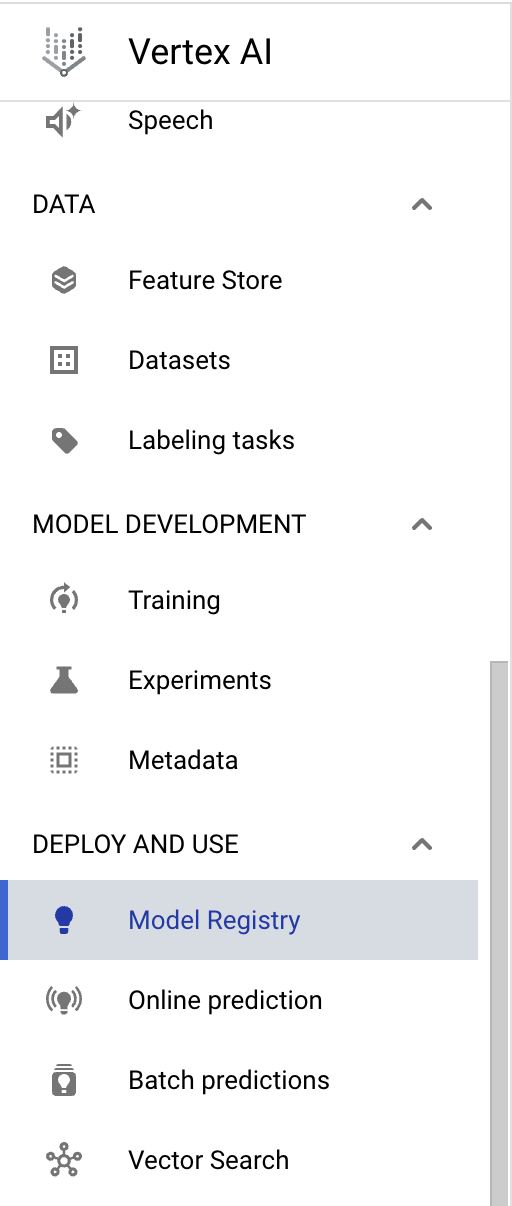 Vertex AI
Speech
DATA
Feature Store
Datasets
Labeling tasks
MODEL DEVELOPMENT
Training
Experiments
Metadata
DEPLOY AND USE
Model Registry
Online prediction
Batch predictions
Vector Search